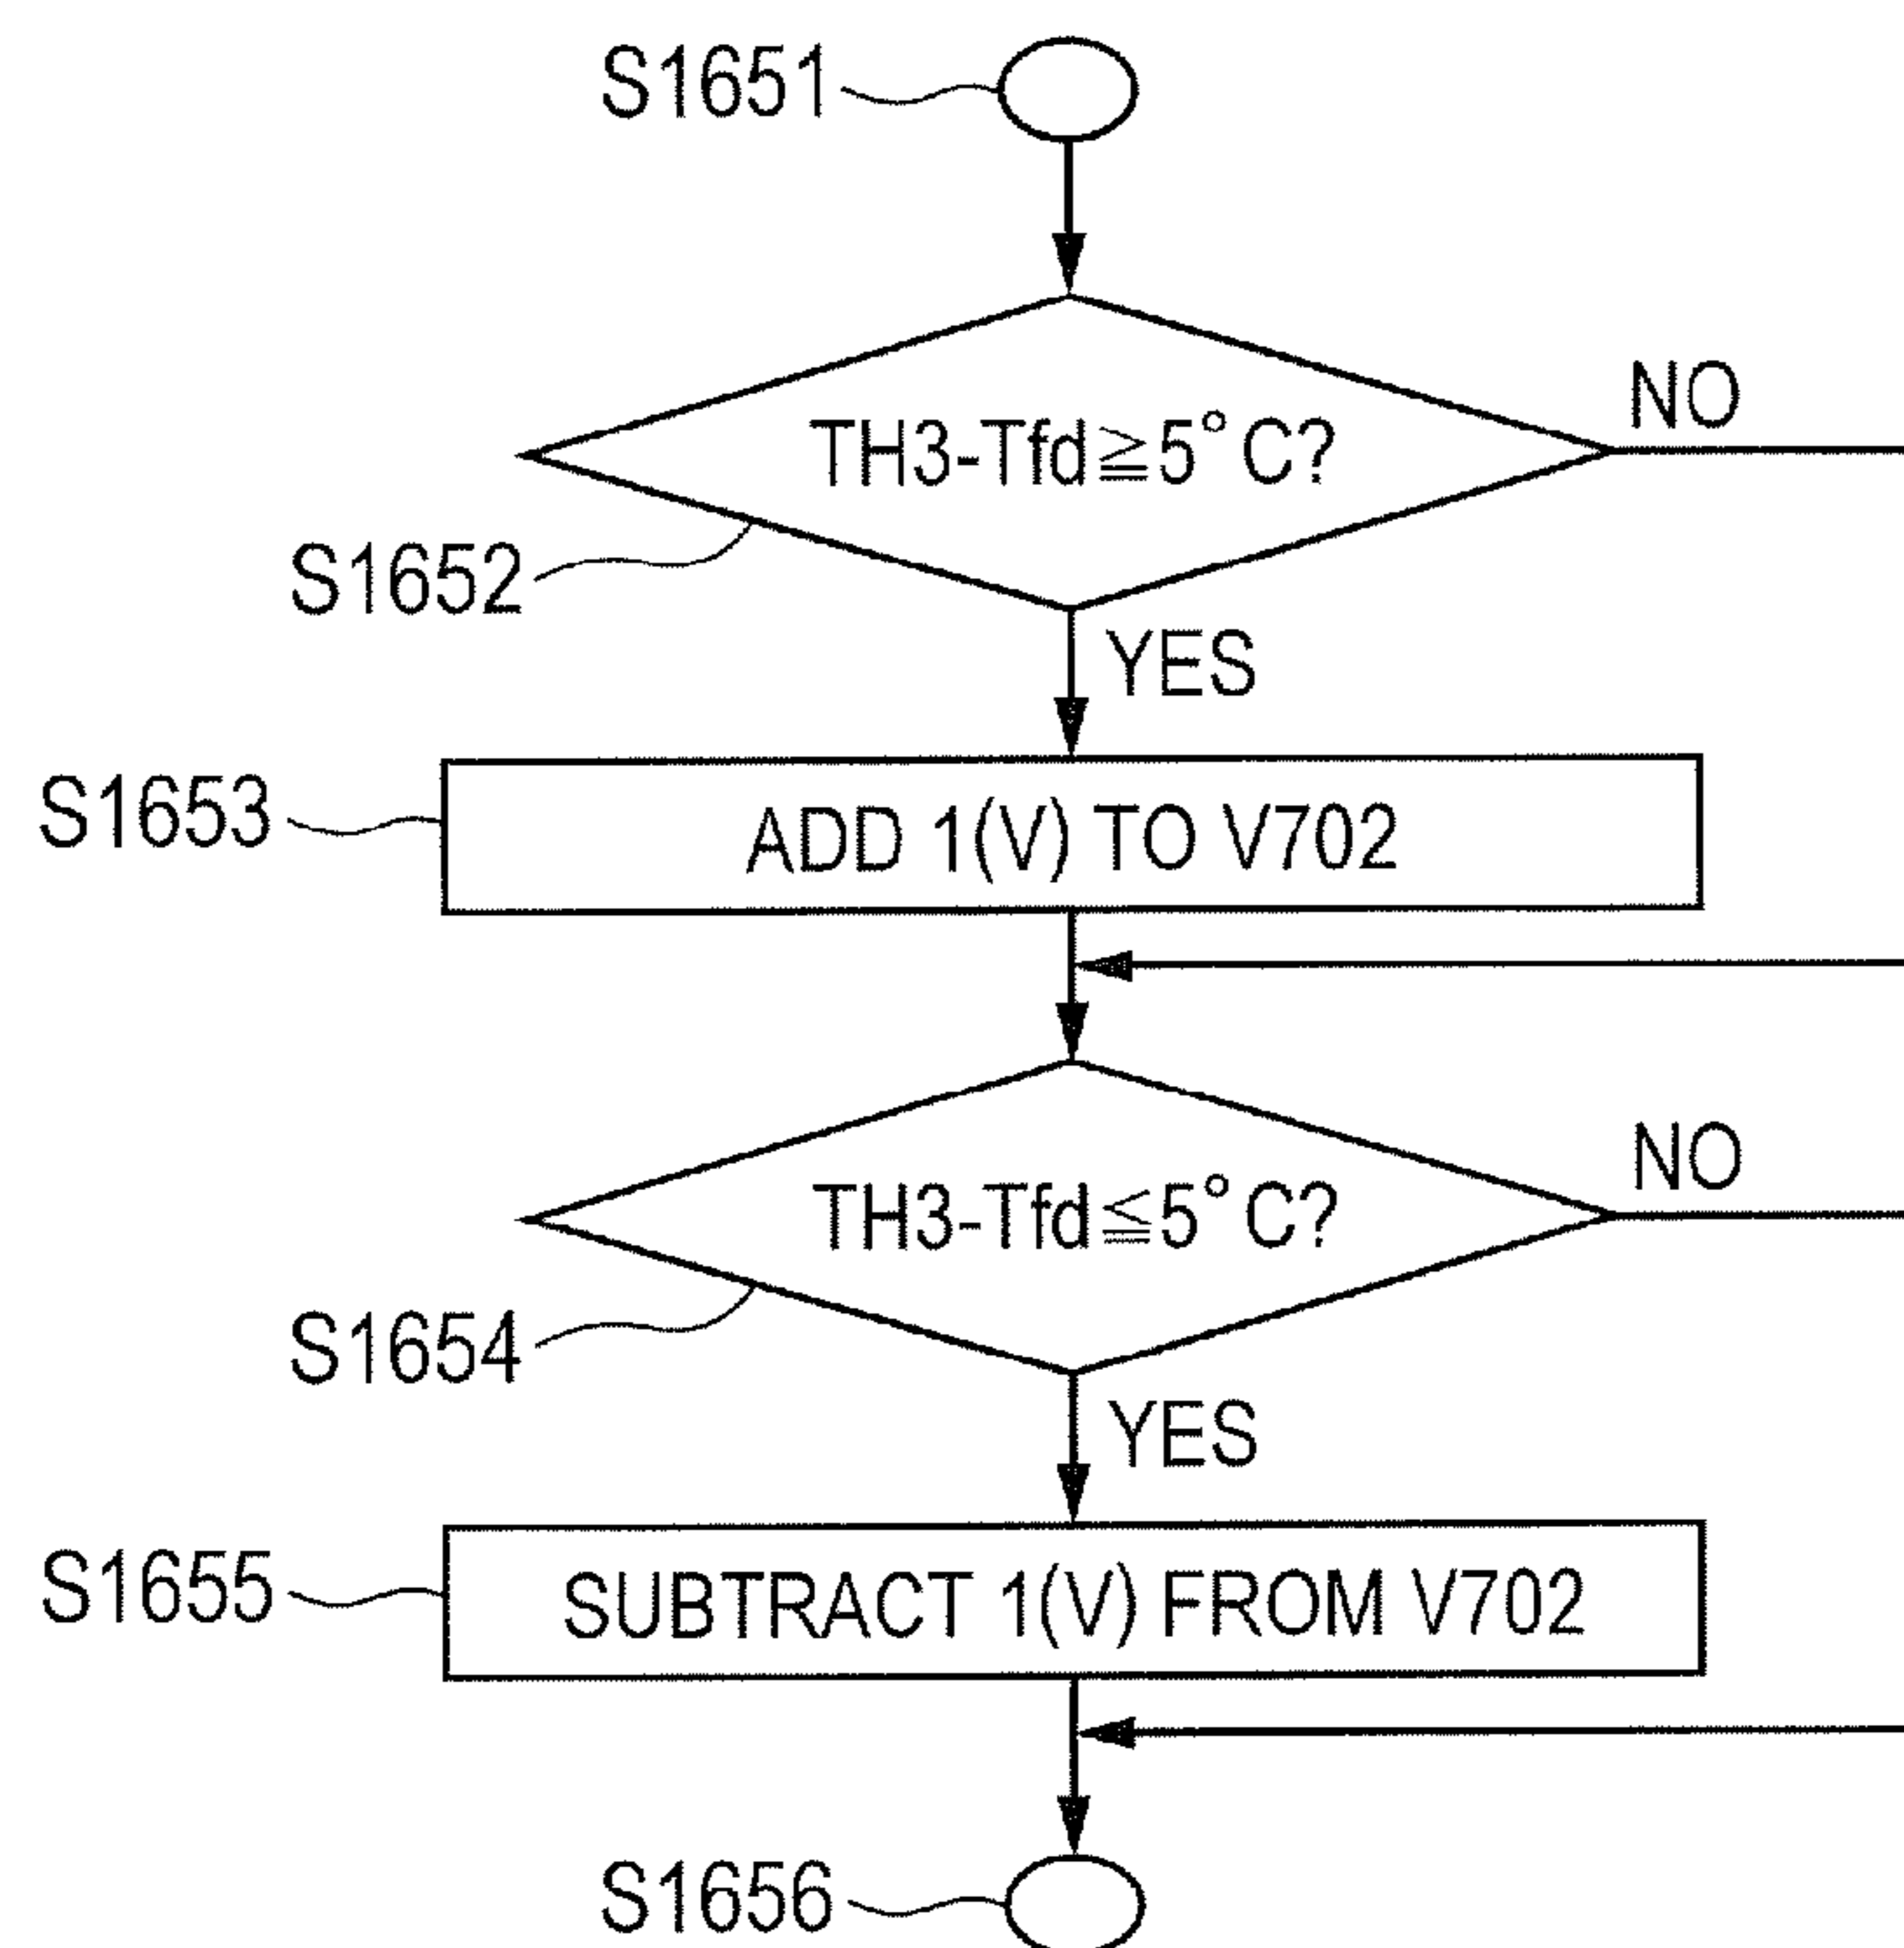 S1651
TH3-Tfd≧5°C?
NO
S1652
YES
S1653
ADD 1(V) TO V702
TH3-Tfd≦5°C?
NO
S1654
YES
S1655
SUBTRACT 1(V) FROM V702
S1656